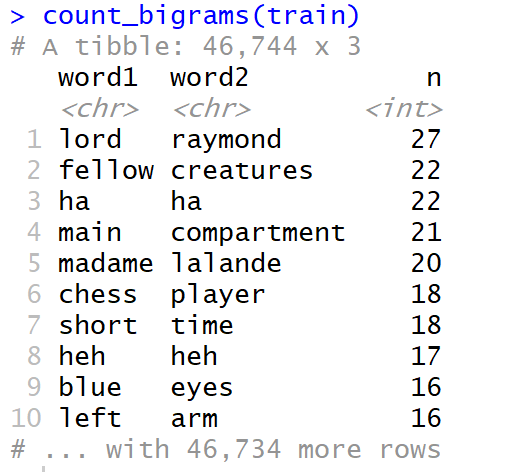 > count_bigrams(train)
# A tibble: 46,744 x 3
word1 word2 n
<chr> <chr> <int>
1 lord raymond 27
2 fellow creatures 22
3 ha ha 22
4 main compartment 21
5 madame lalande 20
6 chess player 18
7 short time 18
8 heh heh 17
9 blue eyes 16
10 left arm 16
# ... with 46,734 more rows